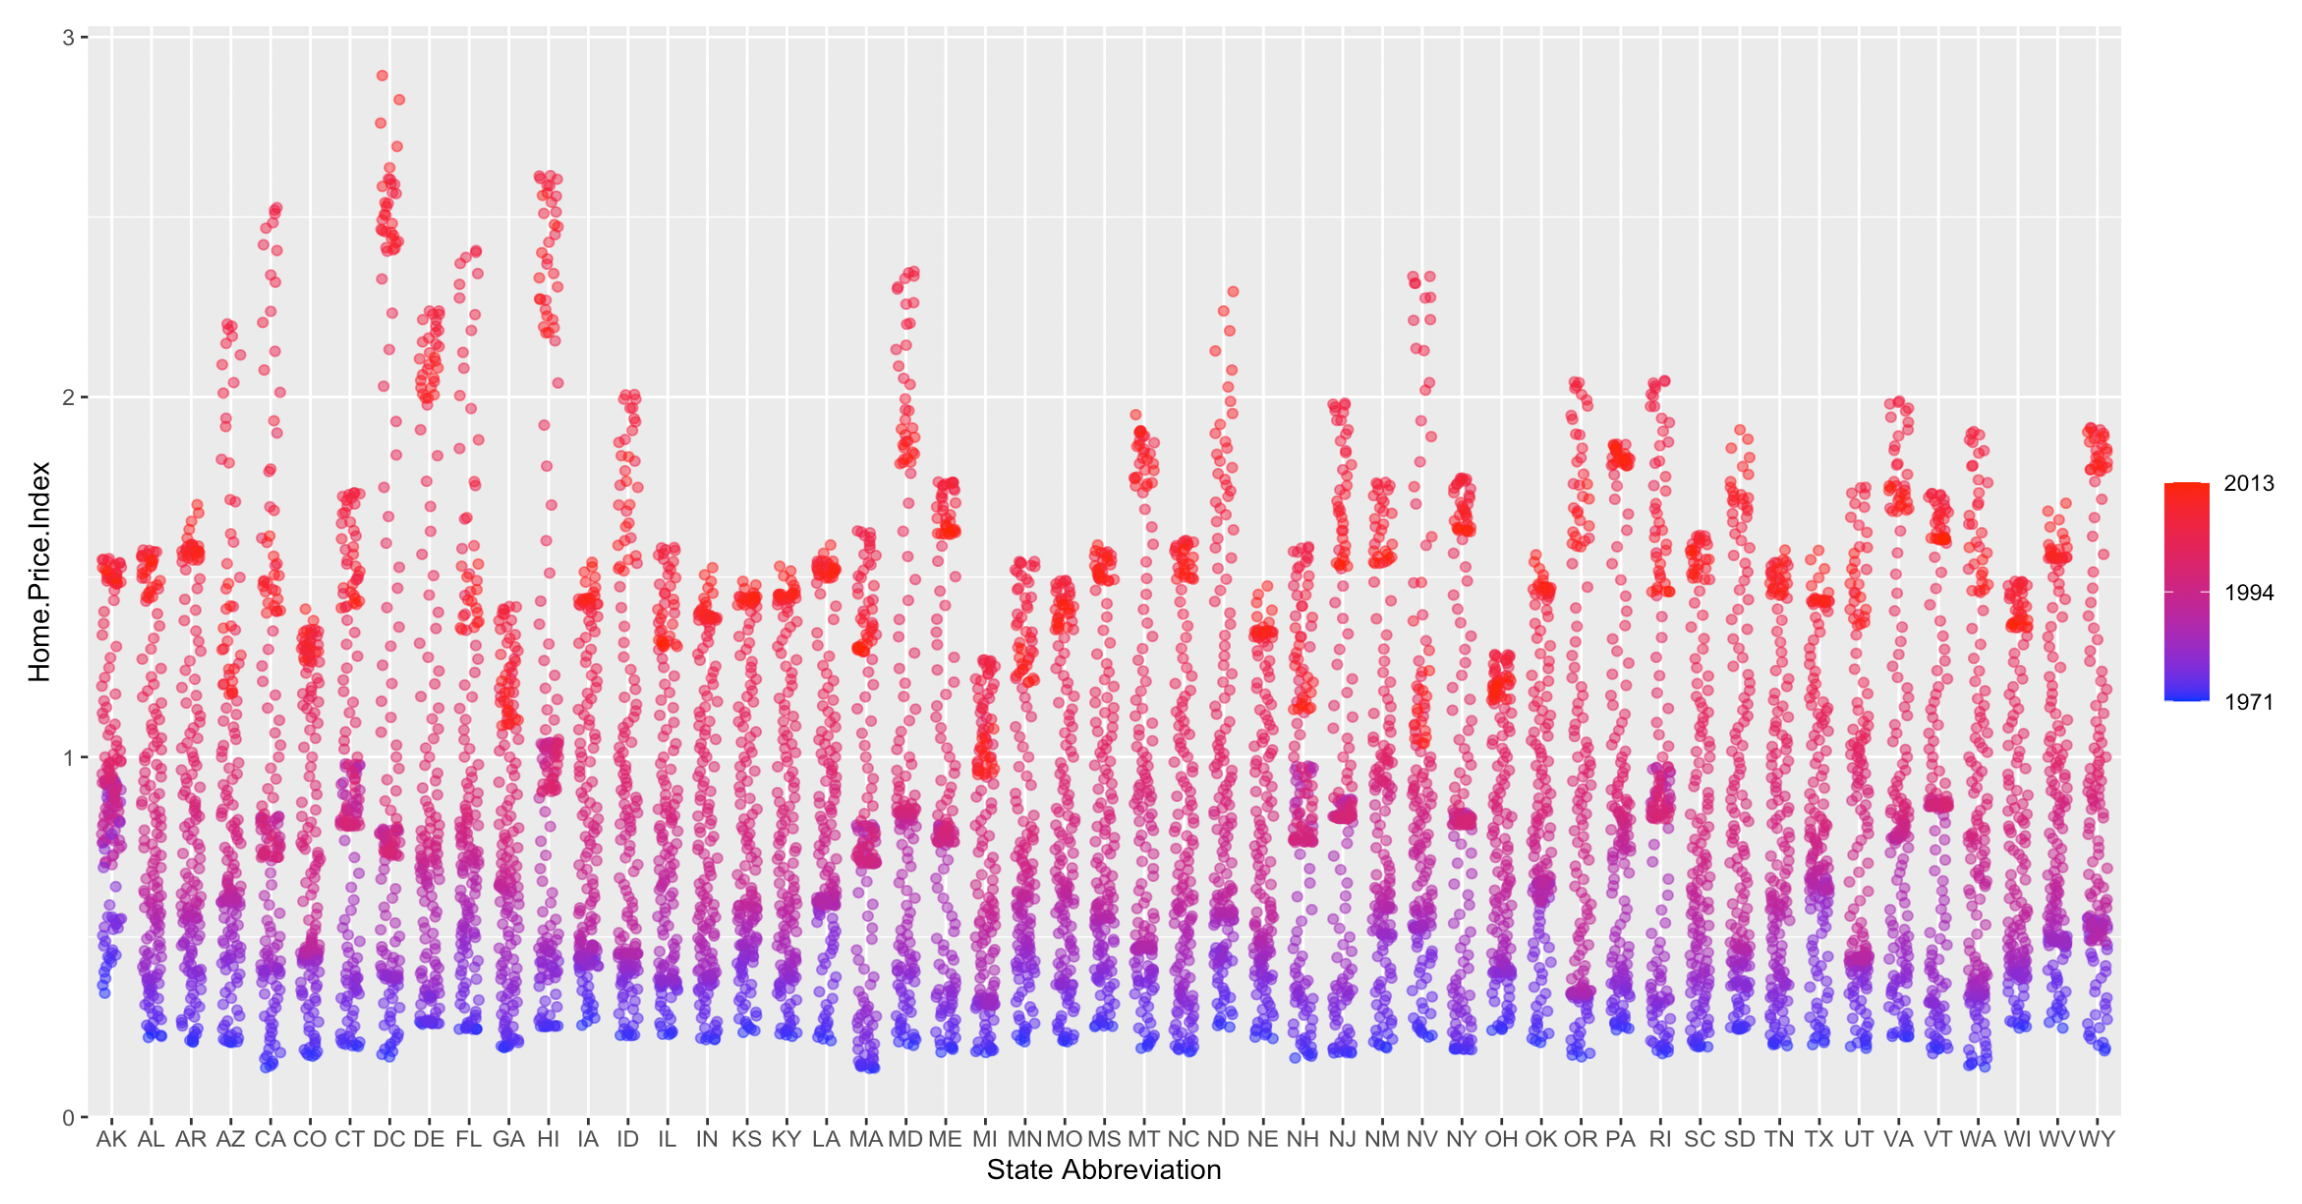 3
2
1
0
Home.Price.Index
AK AL AR AZ CA CO CT DC DE FL GA HI IA ID IL IN KS KY LA MA MD ME MI MN MO MS MT NC ND NE NH NJ NM NV NY OH OK OR PA RI SC SD TN TX UT VA VT WA WI WV WY
State Abbreviation
2013
1994
1971